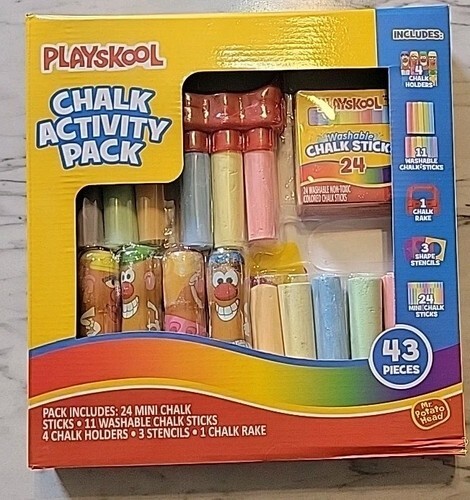 PLAYSKOOL
CHALK
ACTIVITY
PACK
INCLUDES:
4
CHALK
HOLDERS
11
WASHABLE
CHALK STICKS
1
CHALK
RAKE
3
SHAPE
STENCILS
24
MINI CHALK
STICKS
PLAYSKOOL
Washable
CHALK STICK
24
24 WASHABLE NON-TOXIC
COLORED CHALK STICKS
43
PIECES
PACK INCLUDES: 24 MINI CHALK
STICKS • 11 WASHABLE CHALK STICKS
4 CHALK HOLDERS • 3 STENCILS • 1 CHALK RAKE
Mr.
Potato
Head